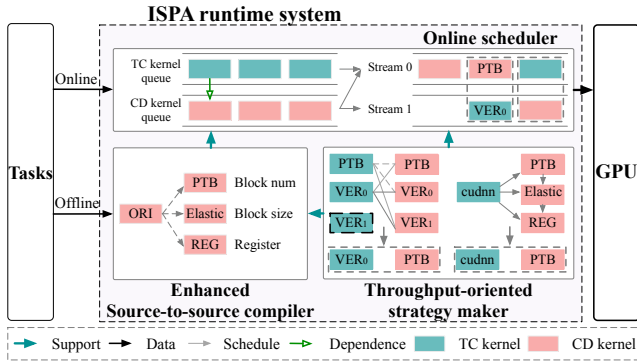 ISPA runtime system
Online scheduler
TC kernel
queue
CD kernel
queue
Stream 0
Stream 1
PTB
VER0
Online
Offline
Tasks
GPU
ORI
PTB
Block num
Elastic
Block size
REG
Register
PTB
PTB
VER0
VER0
VER1
VER1
VER0
PTB
cudnn
PTB
Elastic
REG
cudnn
PTB
Enhanced
Source-to-source compiler
Throughput-oriented
strategy maker
Support
Data
Schedule
Dependence
TC kernel
CD kernel